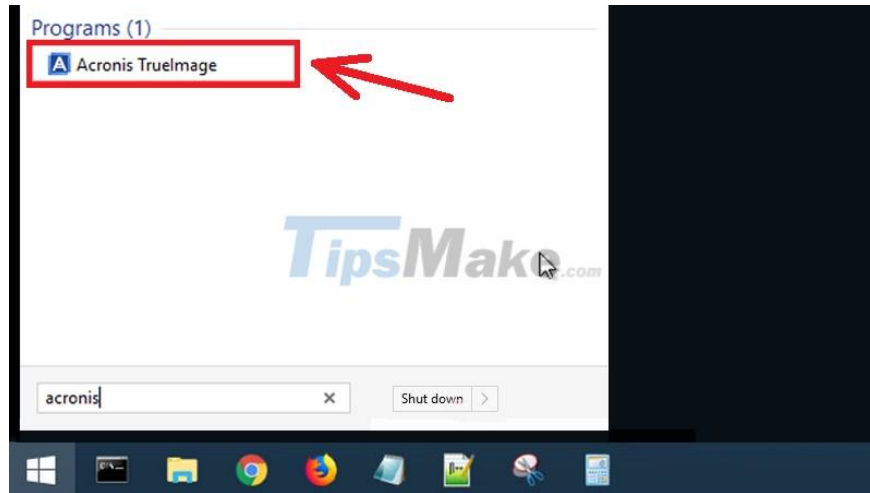 Programs (1)
Acronis TrueImage
TipsMake.com
acronis
Shut down